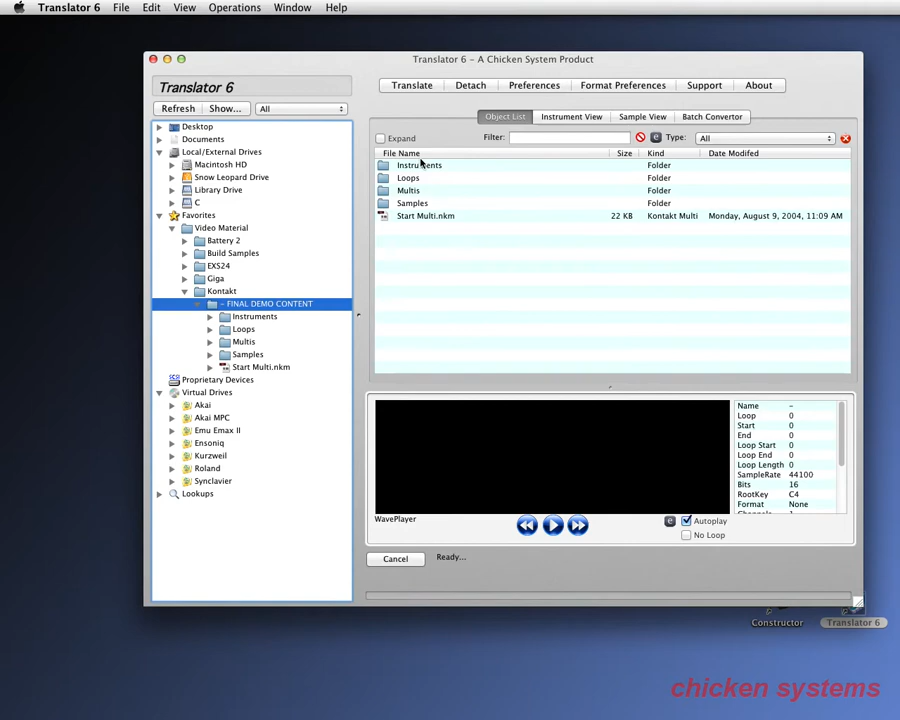 Translator 6 File Edit View Operations Window Help
Translator 6 - A Chicken System Product
Translator 6
Translate Detach Preferences Format Preferences Support About
Refresh Show... All
Object List Instrument View Sample View Batch Convertor
Expand Filter: e Type: All
File Name Size Kind Date Modifed
Instruments Folder
Loops Folder
Multis Folder
Samples Folder
Start Multi.nkm 22 KB Kontakt Multi Monday, August 9, 2004, 11:09 AM
Desktop
Documents
Local/External Drives
Macintosh HD
Snow Leopard Drive
Library Drive
C
Favorites
Video Material
Battery 2
Build Samples
EXS24
Giga
Kontakt
- FINAL DEMO CONTENT
Instruments
Loops
Multis
Samples
Start Multi.nkm
Proprietary Devices
Virtual Drives
Akai
Akai MPC
Emu Emax II
Ensoniq
Kurzweil
Roland
Synclavier
Lookups
Name -
Loop 0
Start 0
End 0
Loop Start 0
Loop End 0
Loop Length 0
SampleRate 44100
Bits 16
RootKey C4
Format None
WavePlayer
e Autoplay
No Loop
Cancel Ready...
Constructor Translator 6
chicken systems